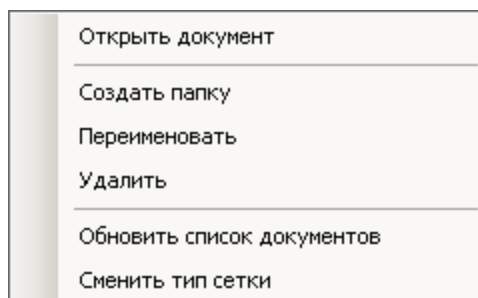 Открыть документ
Создать папку
Переименовать
Удалить
Обновить список документов
Сменить тип сетки